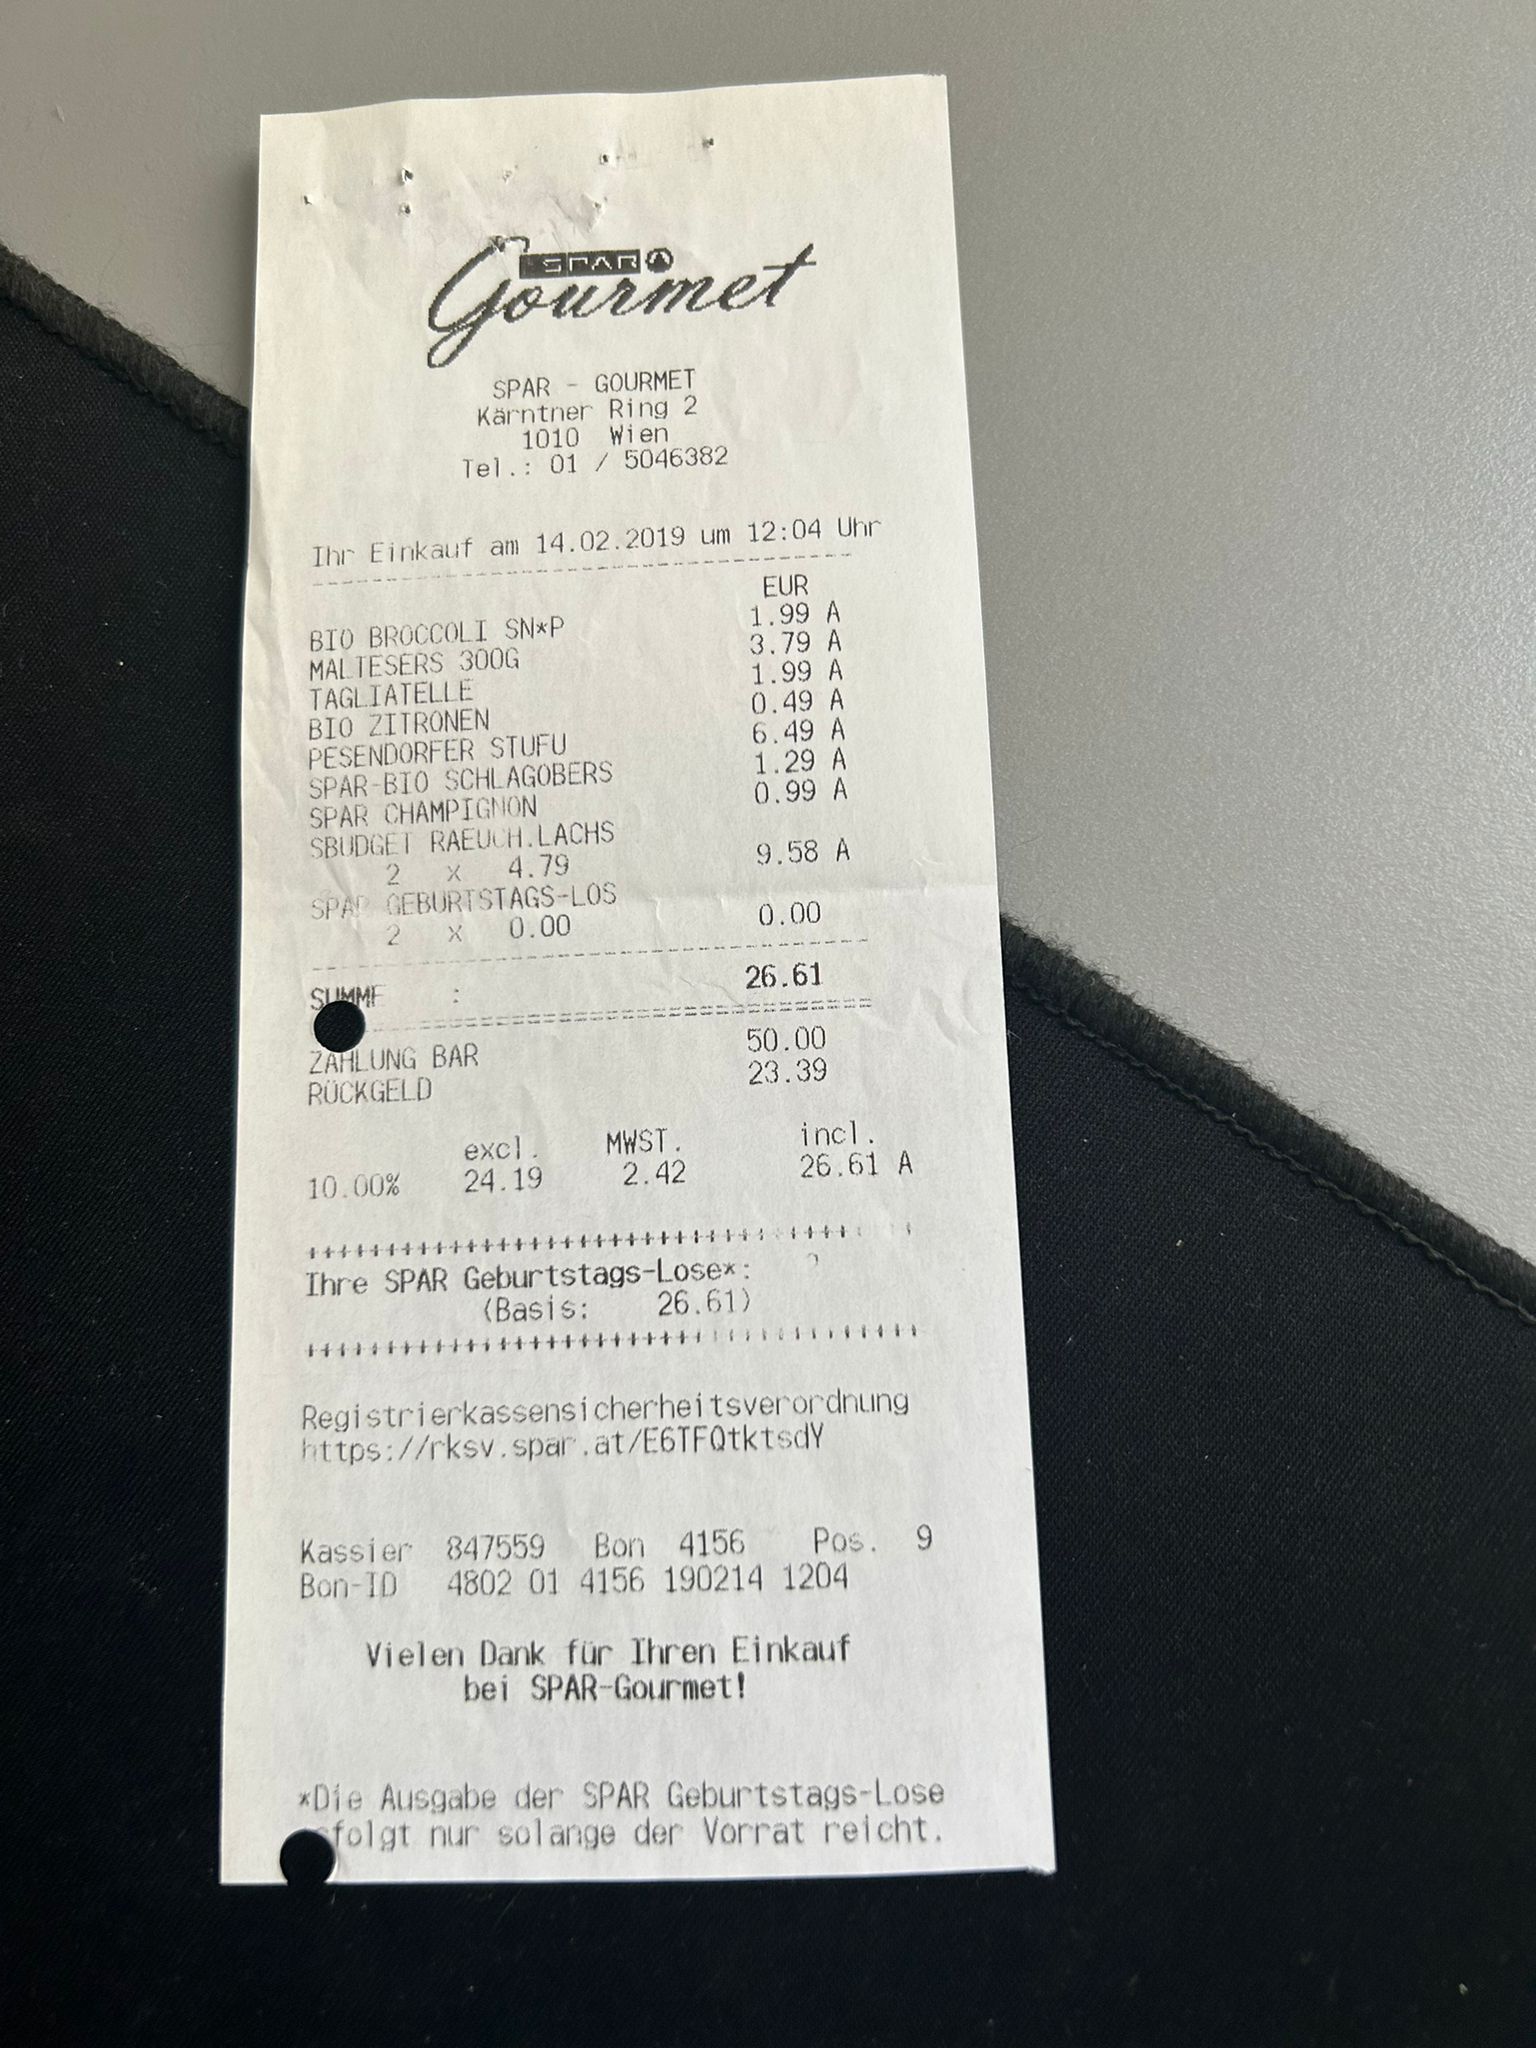 SPAR
Gourmet
SPAR - GOURMET
Kärntner Ring 2
1010 Wien
Tel.: 01 / 5046382
Ihr Einkauf am 14.02.2019 um 12:04 Uhr
EUR
BIO BROCCOLI SN*P 1.99 A
MALTESERS 300G 3.79 A
TAGLIATELLE 1.99 A
BIO ZITRONEN 0.49 A
PESENDORFER STUFU 6.49 A
SPAR-BIO SCHLAGOBERS 1.29 A
SPAR CHAMPIGNON 0.99 A
SBUDGET RAEUCH.LACHS
2 x 4.79 9.58 A
SPAR GEBURTSTAGS-LOS
2 x 0.00 0.00
SUMME : 26.61
ZAHLUNG BAR 50.00
RÜCKGELD 23.39
excl. MWST. incl.
10.00% 24.19 2.42 26.61 A
++++++++++++++++++++++++++++++++++++++
Ihre SPAR Geburtstags-Lose*:
(Basis: 26.61)
++++++++++++++++++++++++++++++++++++++
Registrierkassensicherheitsverordnung
https://rksv.spar.at/E6TFQtktsdY
Kassier 847559 Bon 4156 Pos. 9
Bon-ID 4802 01 4156 190214 1204
Vielen Dank für Ihren Einkauf
bei SPAR-Gourmet!
*Die Ausgabe der SPAR Geburtstags-Lose
nur solange der Vorrat reicht.